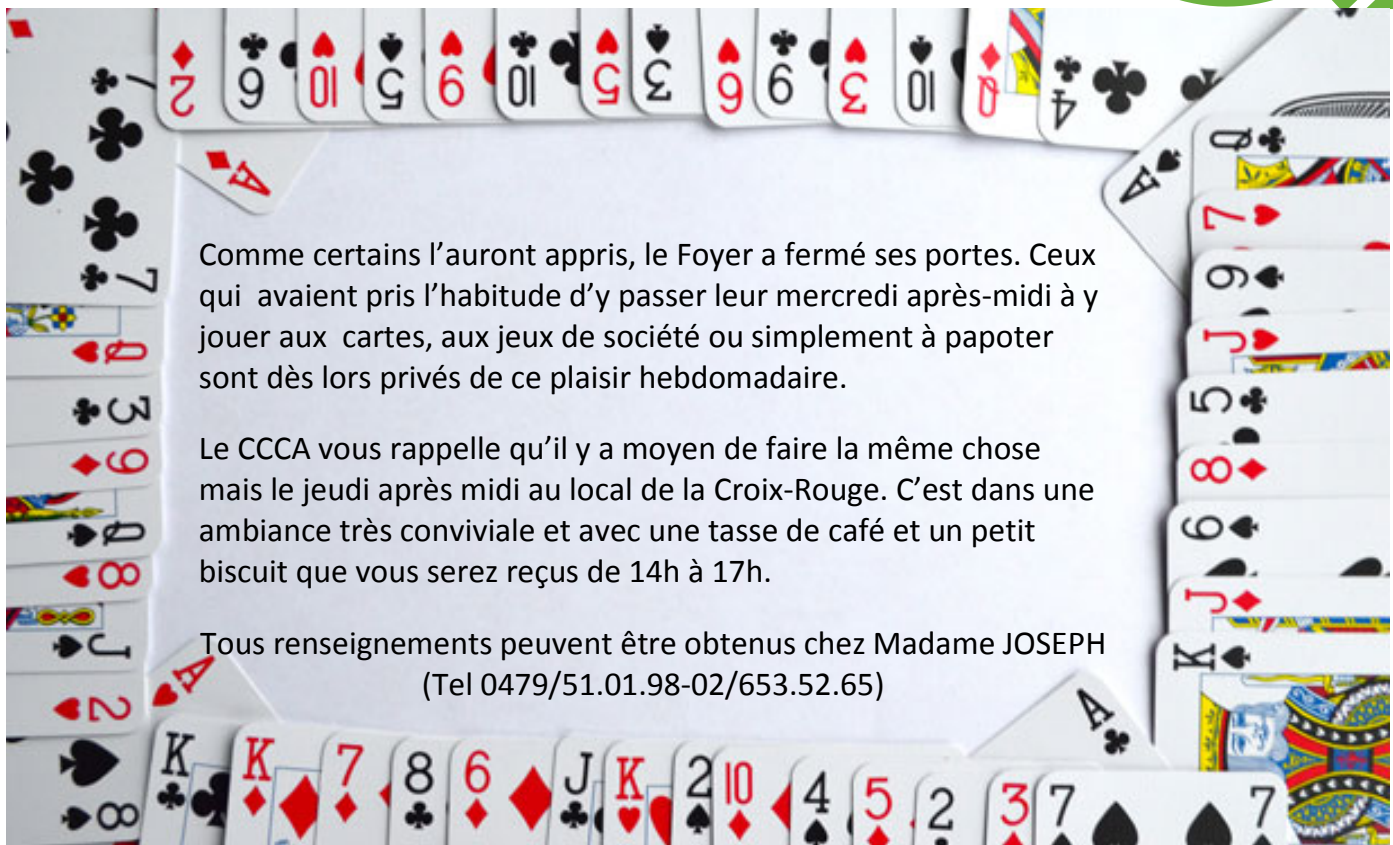 Comme certains l’auront appris, le Foyer a fermé ses portes. Ceux
qui  avaient pris l’habitude d’y passer leur mercredi après-midi à y
jouer aux  cartes, aux jeux de société ou simplement à papoter
sont dès lors privés de ce plaisir hebdomadaire.
Le CCCA vous rappelle qu’il y a moyen de faire la même chose
mais le jeudi après midi au local de la Croix-Rouge. C’est dans une
ambiance très conviviale et avec une tasse de café et un petit
biscuit que vous serez reçus de 14h à 17h.
Tous renseignements peuvent être obtenus chez Madame JOSEPH
(Tel 0479/51.01.98-02/653.52.65)